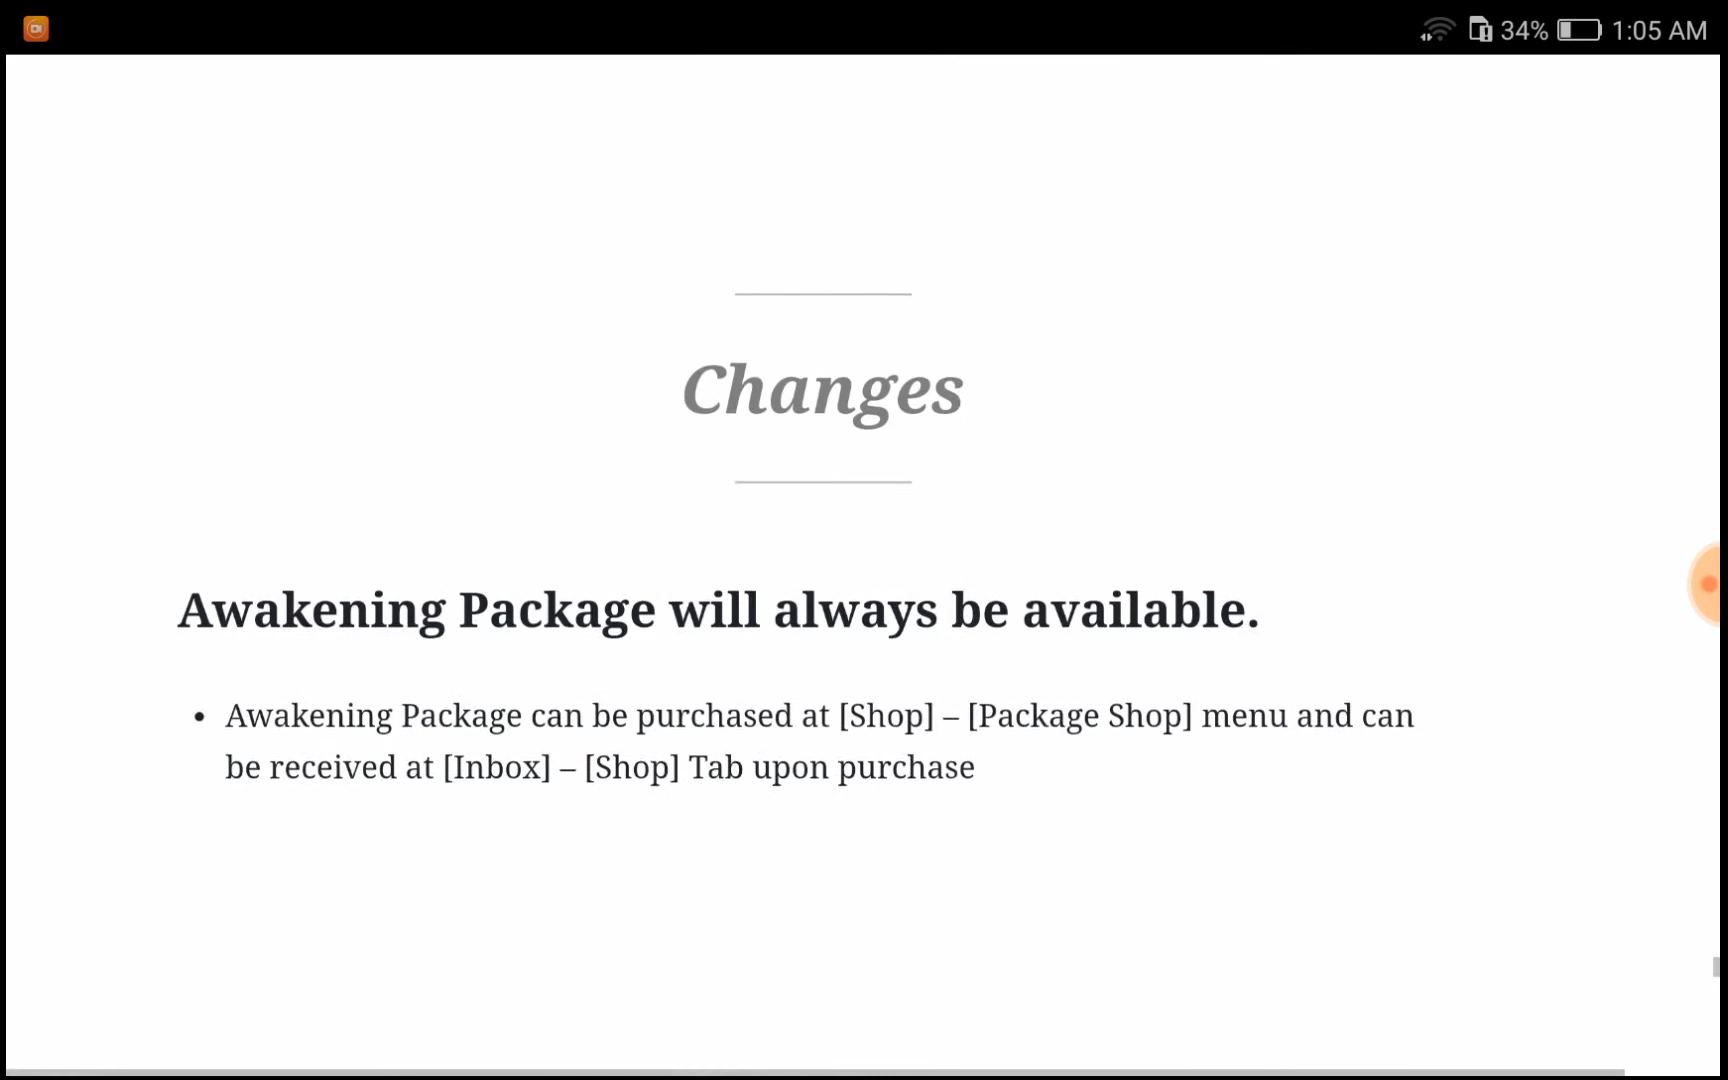 34% 1:05 AM
Changes
Awakening Package will always be available.
• Awakening Package can be purchased at [Shop] – [Package Shop] menu and can
be received at [Inbox] – [Shop] Tab upon purchase